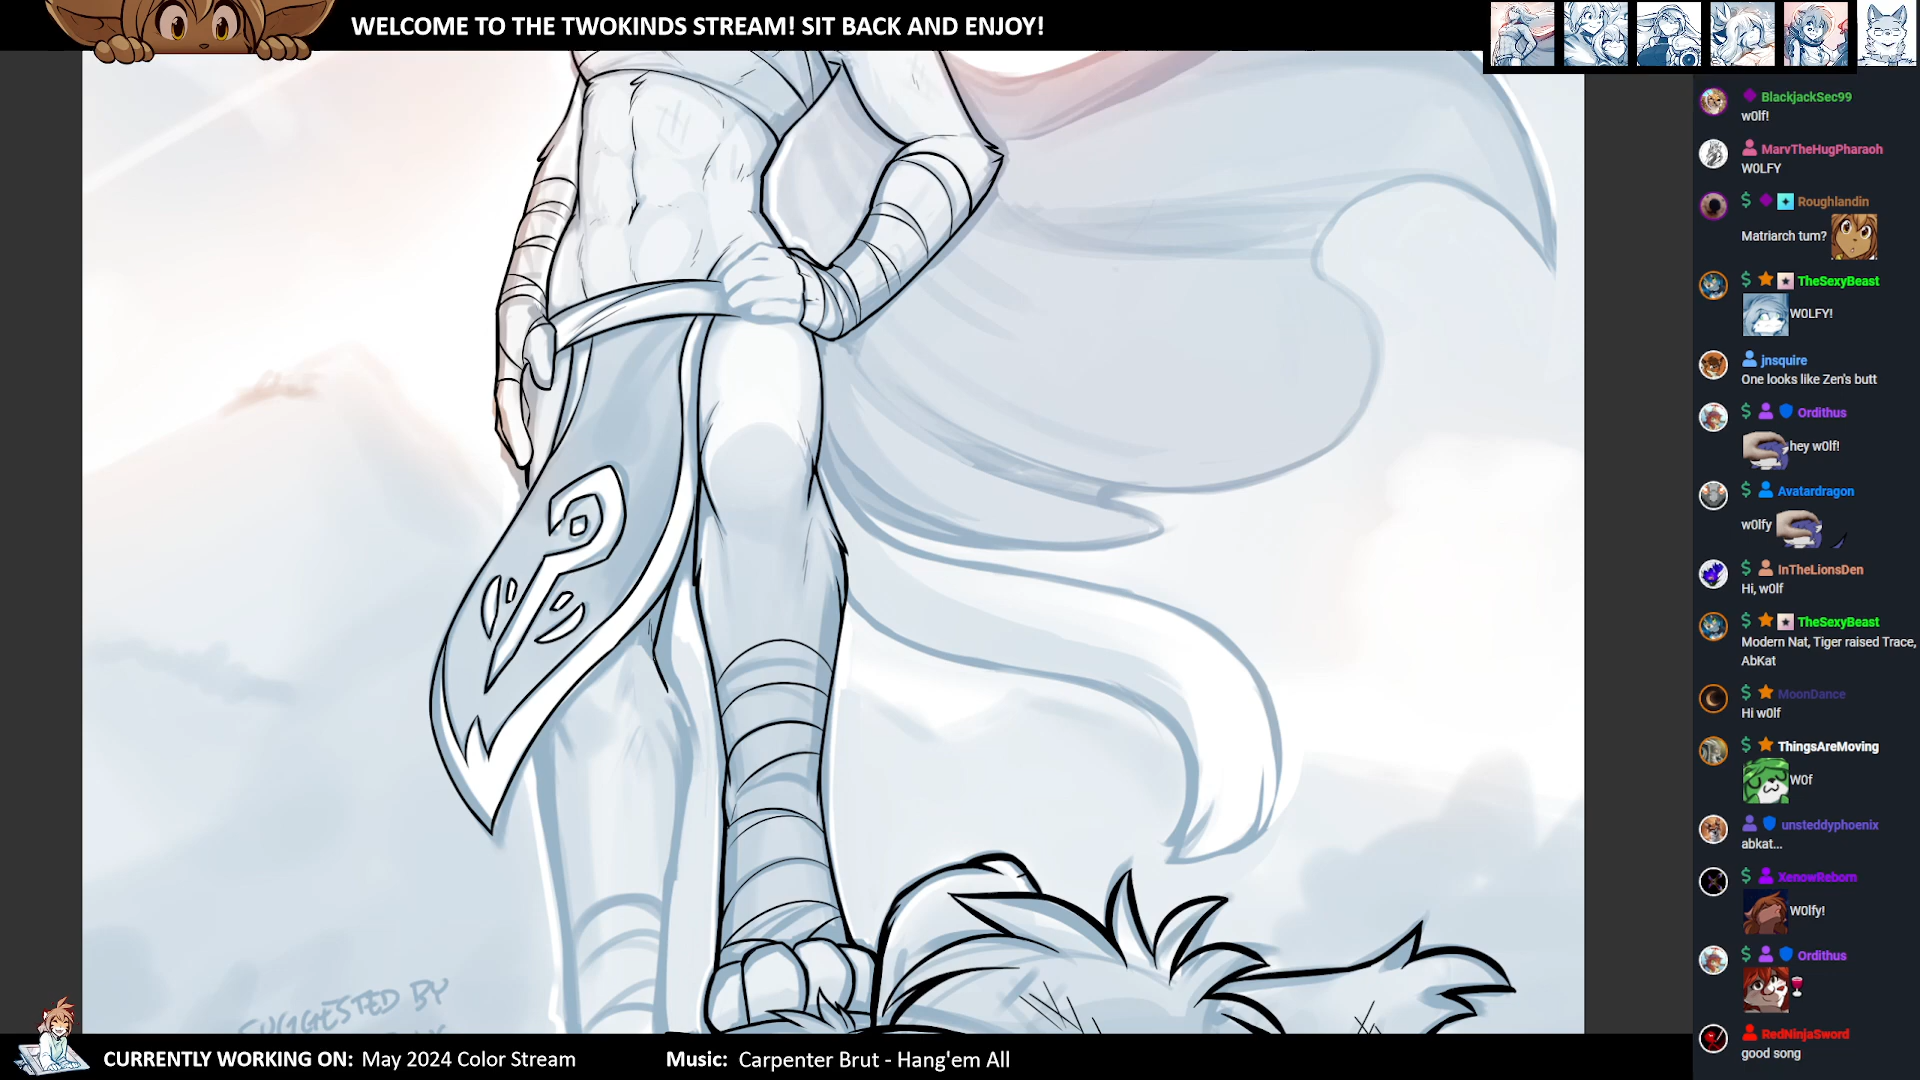 WELCOME TO THE TWOKINDS STREAM! SIT BACK AND ENJOY!
BlackjackSec99
w0lf!
MarvTheHugPharaoh
W0LFY
Roughlandin
Matriarch tum?
TheSexyBeast
W0LFY!
jnsquire
One looks like Zen's butt
Ordithus
hey w0lf!
Avatardragon
w0lfy
InTheLionsDen
Hi, w0lf
TheSexyBeast
Modern Nat, Tiger raised Trace,
AbKat
MoonDance
Hi w0lf
ThingsAreMoving
W0f
unsteddyphoenix
abkat...
XenowReborn
W0lfy!
Ordithus
RedNinjaSword
good song
SUGGESTED BY
CURRENTLY WORKING ON: May 2024 Color Stream
Music: Carpenter Brut - Hang'em All